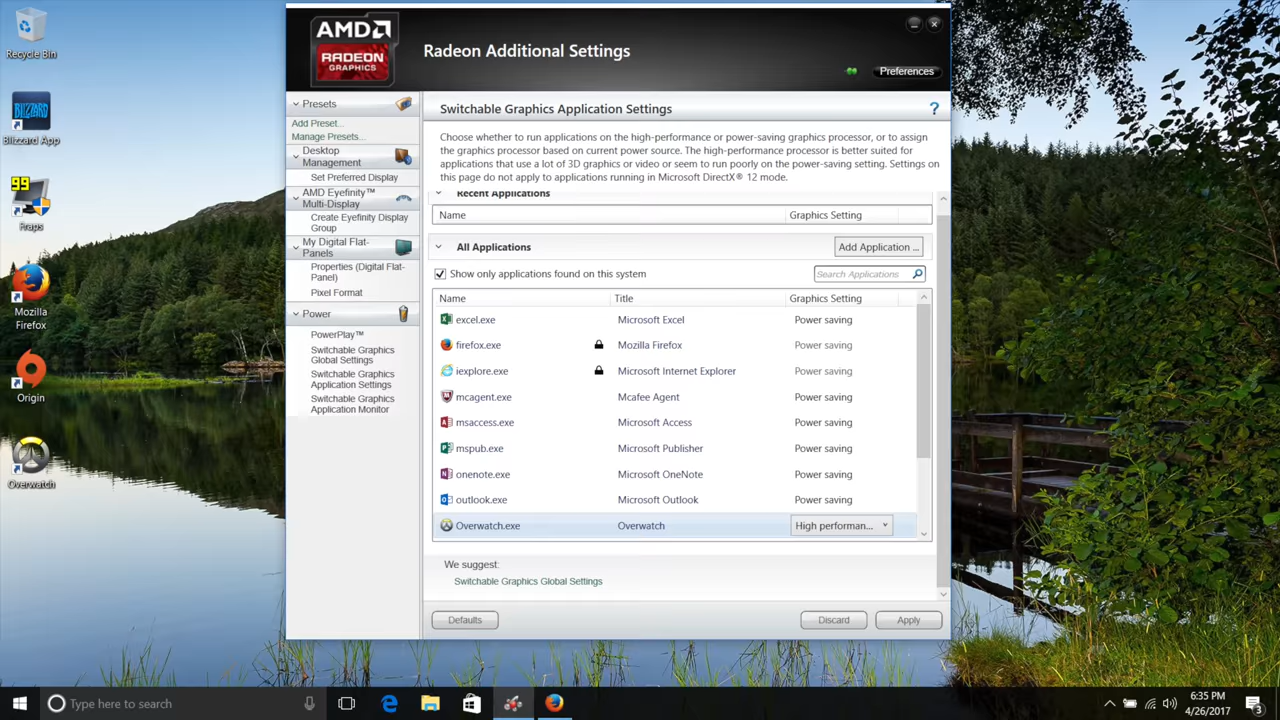 Recycle Bin
Blizzard App
99
Fraps
Mozilla
Firefox
Origin
Overwatch
AMD
RADEON
GRAPHICS
Radeon Additional Settings
Preferences
Presets
Add Preset...
Manage Presets...
Desktop
Management
Set Preferred Display
AMD Eyefinity™
Multi-Display
Create Eyefinity Display
Group
My Digital Flat-
Panels
Properties (Digital Flat-
Panel)
Pixel Format
Power
PowerPlay™
Switchable Graphics
Global Settings
Switchable Graphics
Application Settings
Switchable Graphics
Application Monitor
Switchable Graphics Application Settings
?
Choose whether to run applications on the high-performance or power-saving graphics processor, or to assign
the graphics processor based on current power source. The high-performance processor is better suited for
applications that use a lot of 3D graphics or video or seem to run poorly on the power-saving setting. Settings on
this page do not apply to applications running in Microsoft DirectX® 12 mode.
Recent Applications
Name Graphics Setting
All Applications Add Application ...
Show only applications found on this system Search Applications
Name Title Graphics Setting
excel.exe Microsoft Excel Power saving
firefox.exe Mozilla Firefox Power saving
iexplore.exe Microsoft Internet Explorer Power saving
mcagent.exe Mcafee Agent Power saving
msaccess.exe Microsoft Access Power saving
mspub.exe Microsoft Publisher Power saving
onenote.exe Microsoft OneNote Power saving
outlook.exe Microsoft Outlook Power saving
Overwatch.exe Overwatch High performan...
We suggest:
Switchable Graphics Global Settings
Defaults Discard Apply
Type here to search
6:35 PM
4/26/2017
3